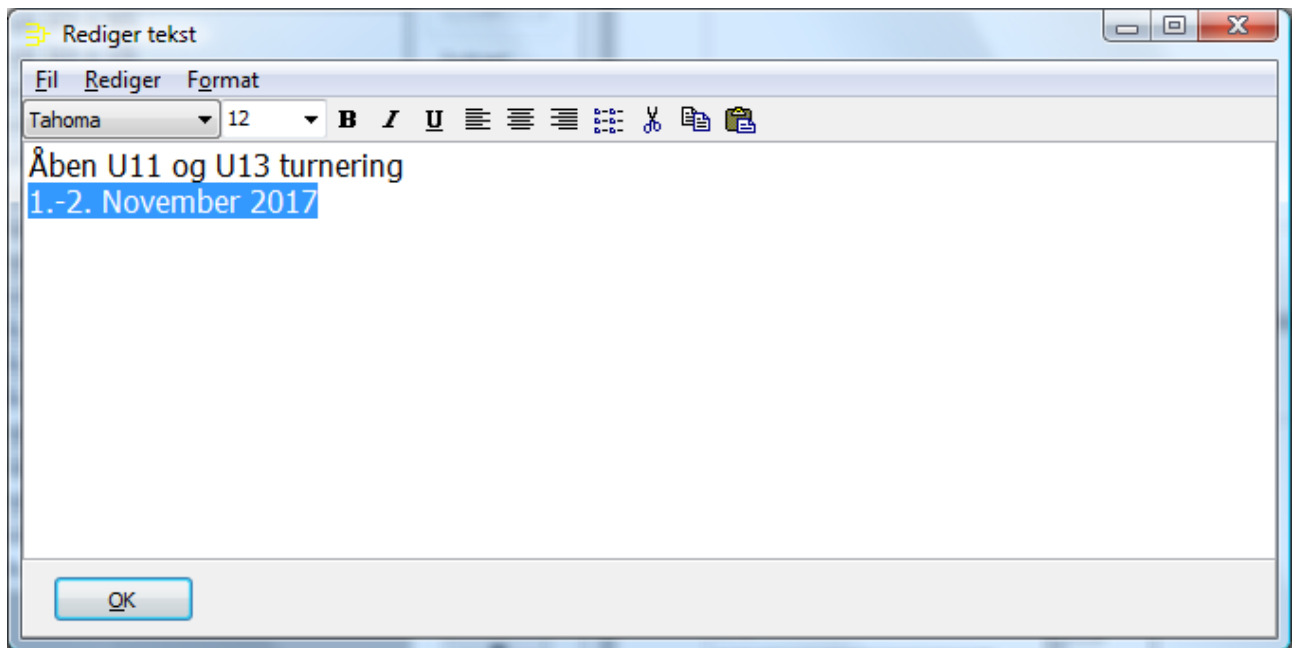 Rediger tekst
Fil Rediger Format
Tahoma 12 B I U
Åben U11 og U13 turnering
1.-2. November 2017
OK